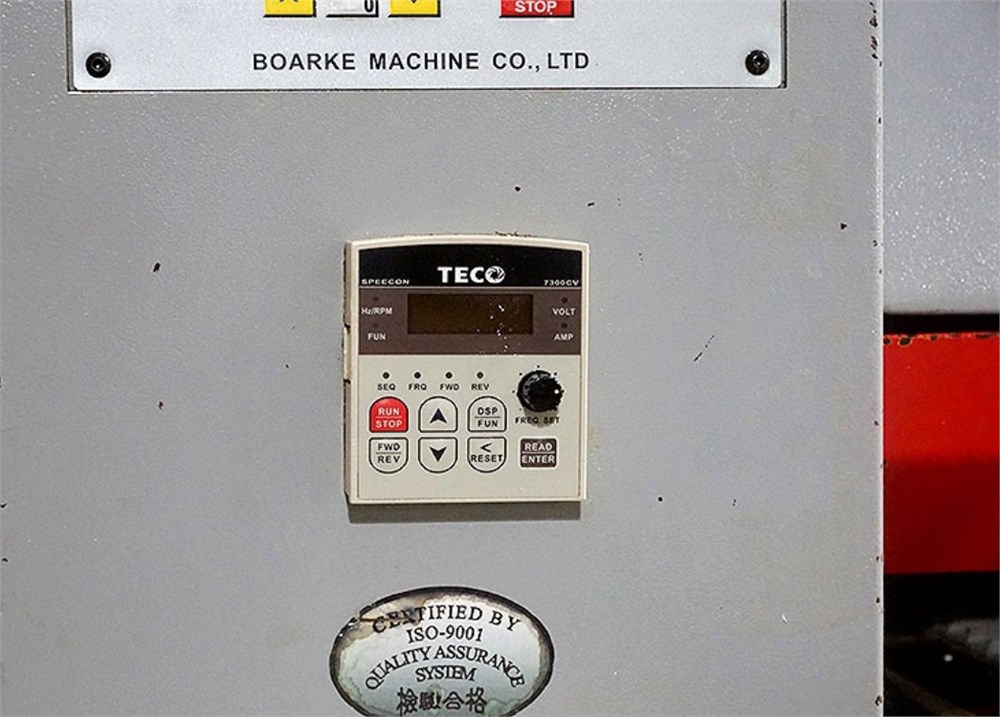 0
STOP
BOARKE MACHINE CO., LTD
TECO
SPEECON 7300CV
Hz/RPM VOLT
FUN AMP
SEQ FRQ FWD REV
FREQ SET
RUN STOP
DSP FUN
FWD REV
< RESET
READ ENTER
CERTIFIED BY
ISO-9001
QUALITY ASSURANCE
SYSTEM
檢驗合格